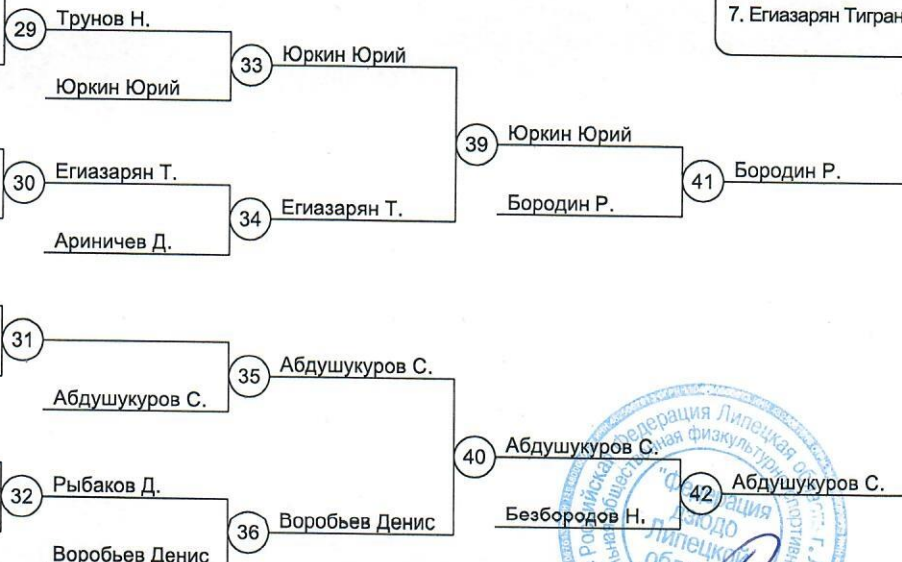 7. Егиазарян Тигран
29 Трунов Н.
33 Юркин Юрий
Юркин Юрий
39 Юркин Юрий
41 Бородин Р.
30 Егиазарян Т.
34 Егиазарян Т.
Бородин Р.
Ариничев Д.
31
35 Абдушукуров С.
Абдушукуров С.
40 Абдушукуров С.
42 Абдушукуров С.
32 Рыбаков Д.
36 Воробьев Денис
Безбородов Н.
Воробьев Денис
Федерация Липецкая
"Федерация
дзюдо
Липецкой